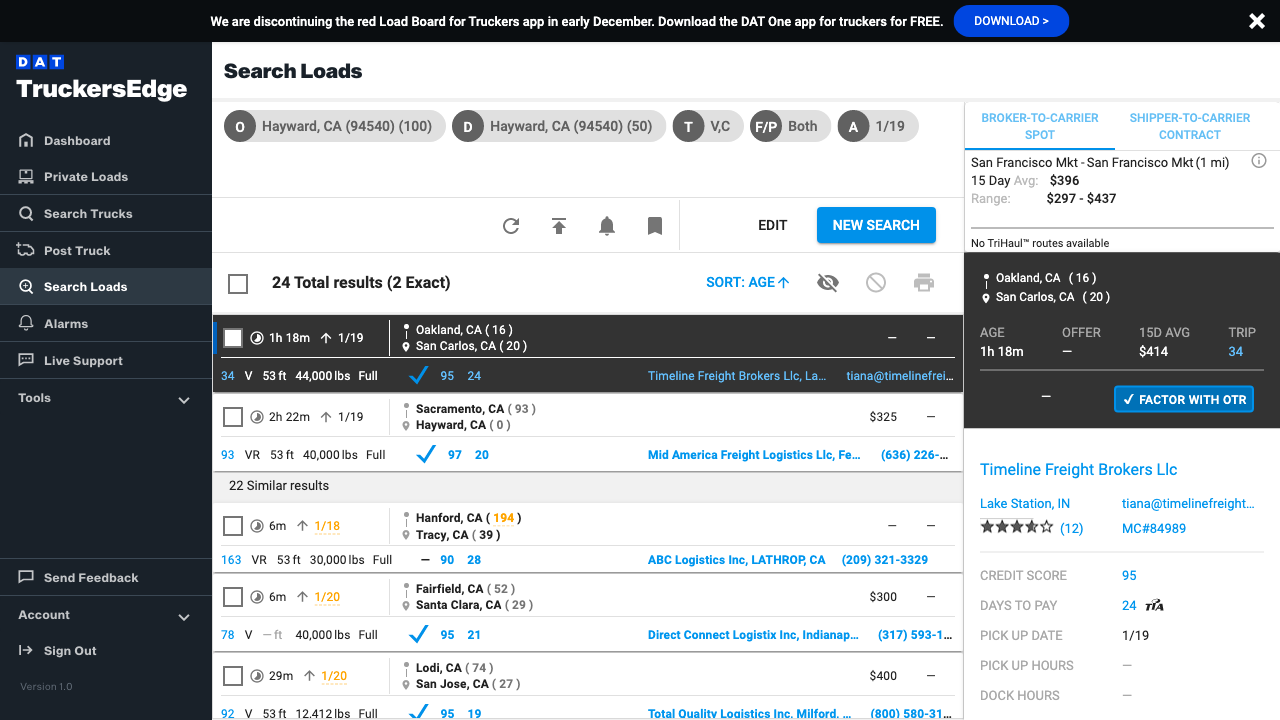 We are discontinuing the red Load Board for Truckers app in early December. Download the DAT One app for truckers for FREE.
DOWNLOAD >
DAT
TruckersEdge
Dashboard
Private Loads
Search Trucks
Post Truck
Search Loads
Alarms
Live Support
Tools
Send Feedback
Account
Sign Out
Version 1.0
Search Loads
O Hayward, CA (94540) (100)
D Hayward, CA (94540) (50)
T V,C
F/P Both
A 1/19
EDIT
NEW SEARCH
24 Total results (2 Exact)
SORT: AGE
1h 18m 1/19 Oakland, CA ( 16 ) – –
San Carlos, CA ( 20 )
34 V 53 ft 44,000 lbs Full 95 24 Timeline Freight Brokers Llc, La... tiana@timelinefrei...
2h 22m 1/19 Sacramento, CA ( 93 ) $325 –
Hayward, CA ( 0 )
93 VR 53 ft 40,000 lbs Full 97 20 Mid America Freight Logistics Llc, Fe... (636) 226-...
22 Similar results
6m 1/18 Hanford, CA ( 194 ) – –
Tracy, CA ( 39 )
163 VR 53 ft 30,000 lbs Full – 90 28 ABC Logistics Inc, LATHROP, CA (209) 321-3329
6m 1/20 Fairfield, CA ( 52 ) $300 –
Santa Clara, CA ( 29 )
78 V – ft 40,000 lbs Full 95 21 Direct Connect Logistix Inc, Indianap... (317) 593-1...
29m 1/20 Lodi, CA ( 74 ) $400 –
San Jose, CA ( 27 )
92 V 53 ft 12,412 lbs Full 95 19 Total Quality Logistics Inc, Milford, ... (800) 580-31...
BROKER-TO-CARRIER
SPOT
SHIPPER-TO-CARRIER
CONTRACT
San Francisco Mkt - San Francisco Mkt (1 mi)
15 Day Avg: $396
Range: $297 - $437
No TriHaul™ routes available
Oakland, CA ( 16 )
San Carlos, CA ( 20 )
AGE OFFER 15D AVG TRIP
1h 18m – $414 34
–
FACTOR WITH OTR
Timeline Freight Brokers Llc
Lake Station, IN tiana@timelinefreight...
(12) MC#84989
CREDIT SCORE 95
DAYS TO PAY 24 TIA
PICK UP DATE 1/19
PICK UP HOURS –
DOCK HOURS –